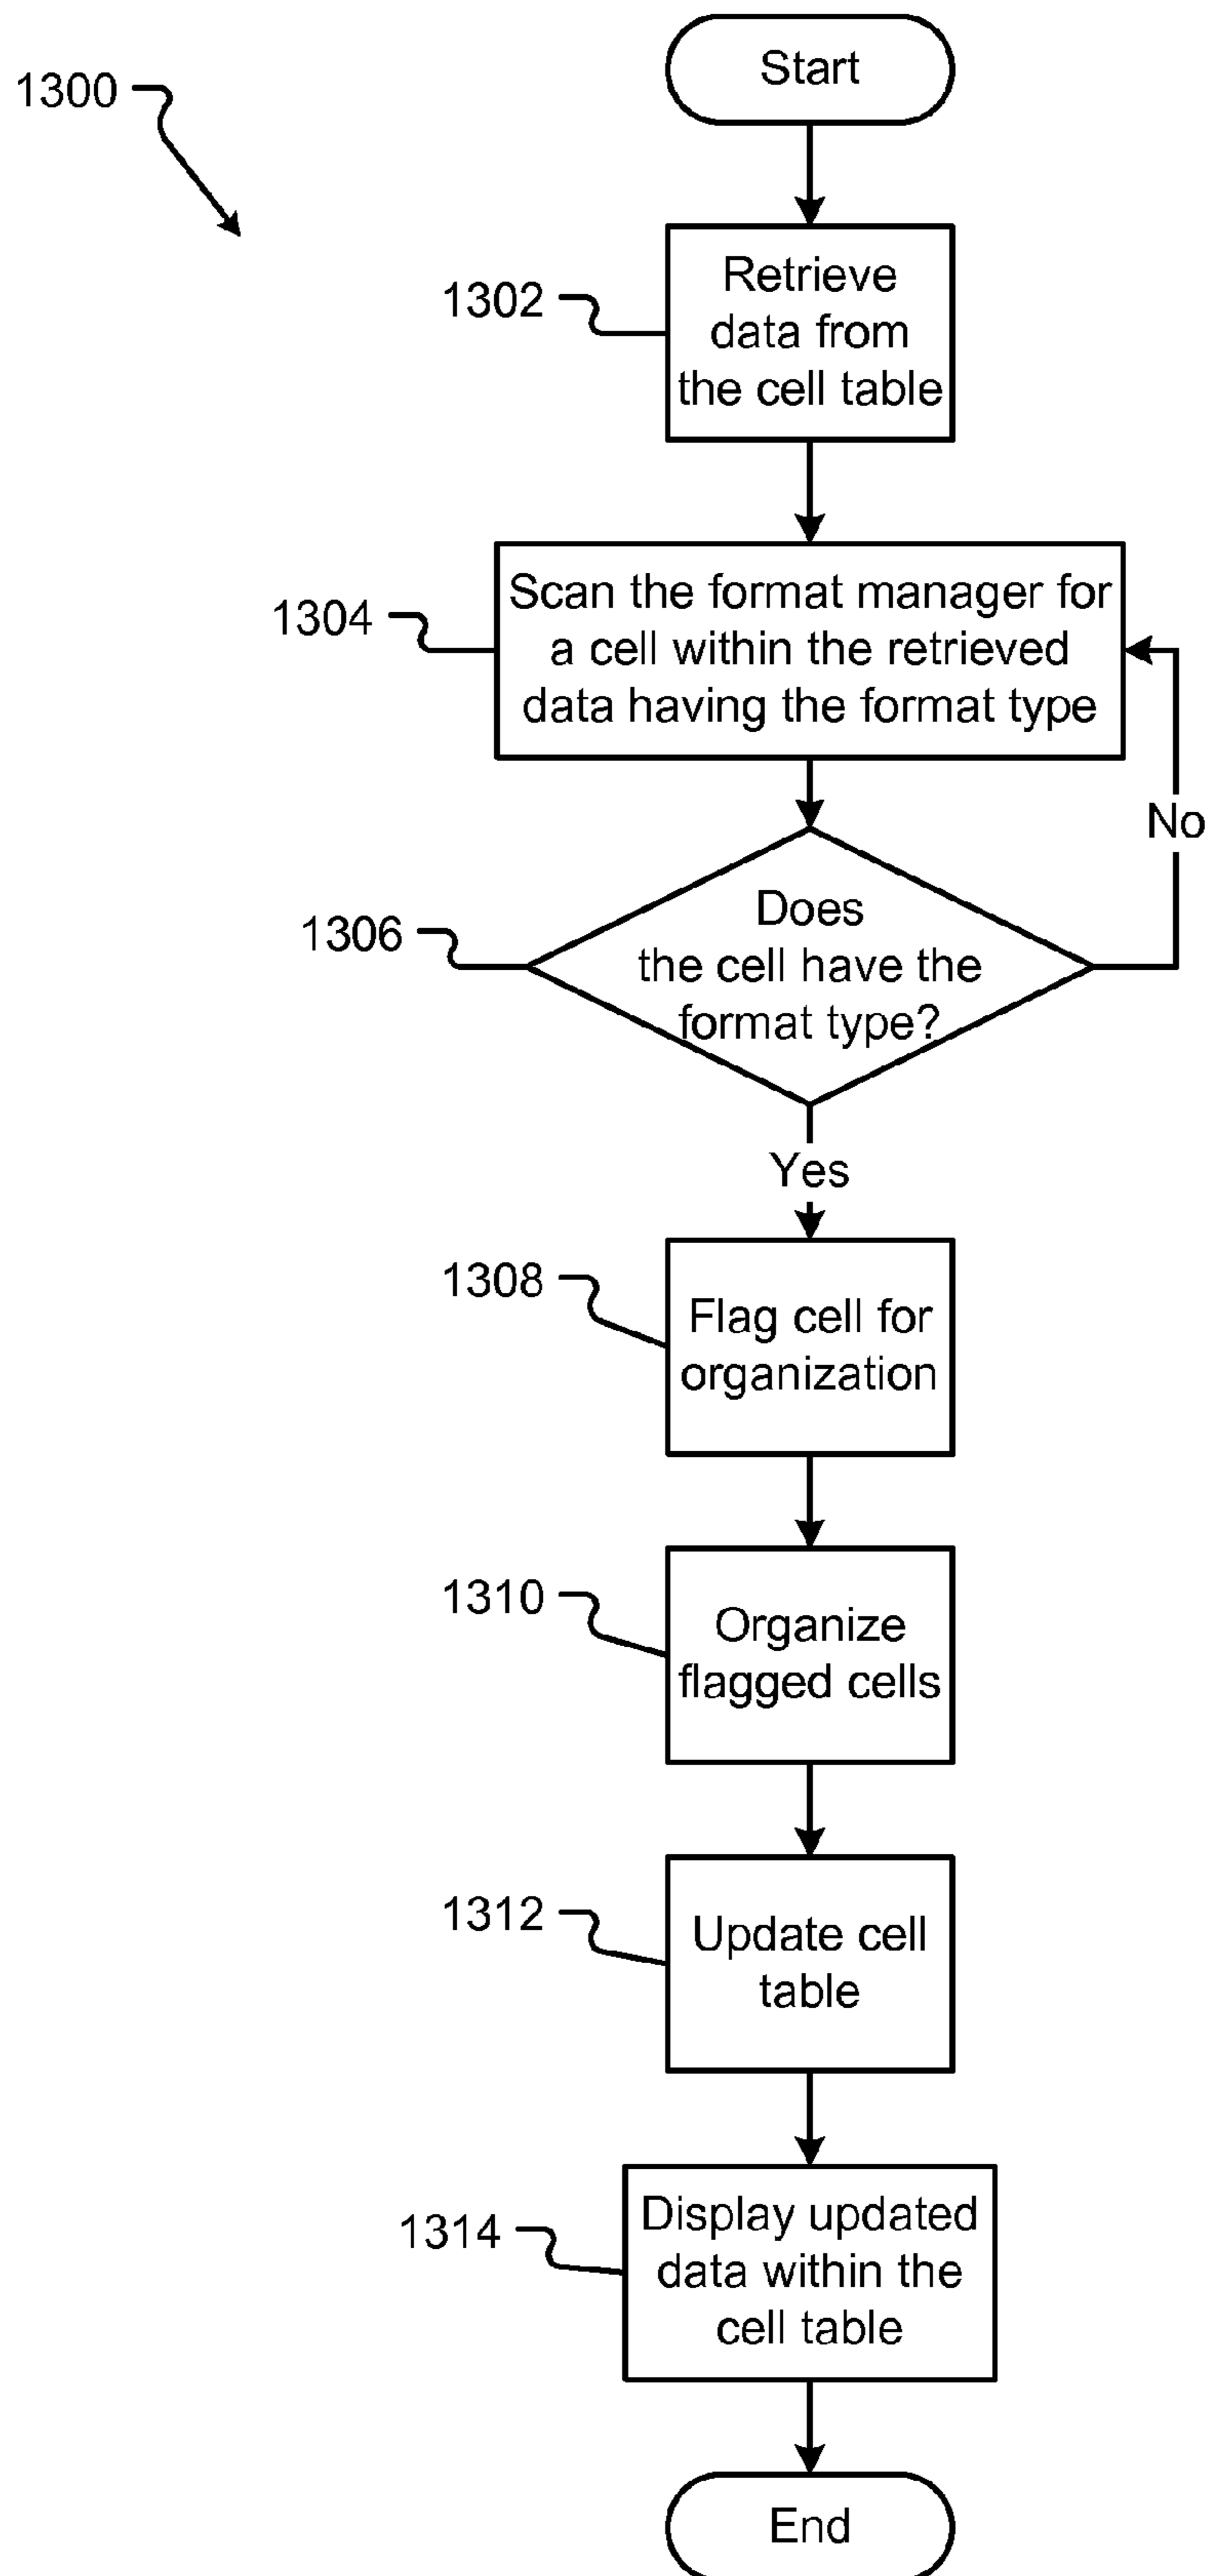 Start
1300
1302
Retrieve
data from
the cell table
1304
Scan the format manager for
a cell within the retrieved
data having the format type
No
1306
Does
the cell have the
format type?
Yes
1308
Flag cell for
organization
1310
Organize
flagged cells
1312
Update cell
table
1314
Display updated
data within the
cell table
End